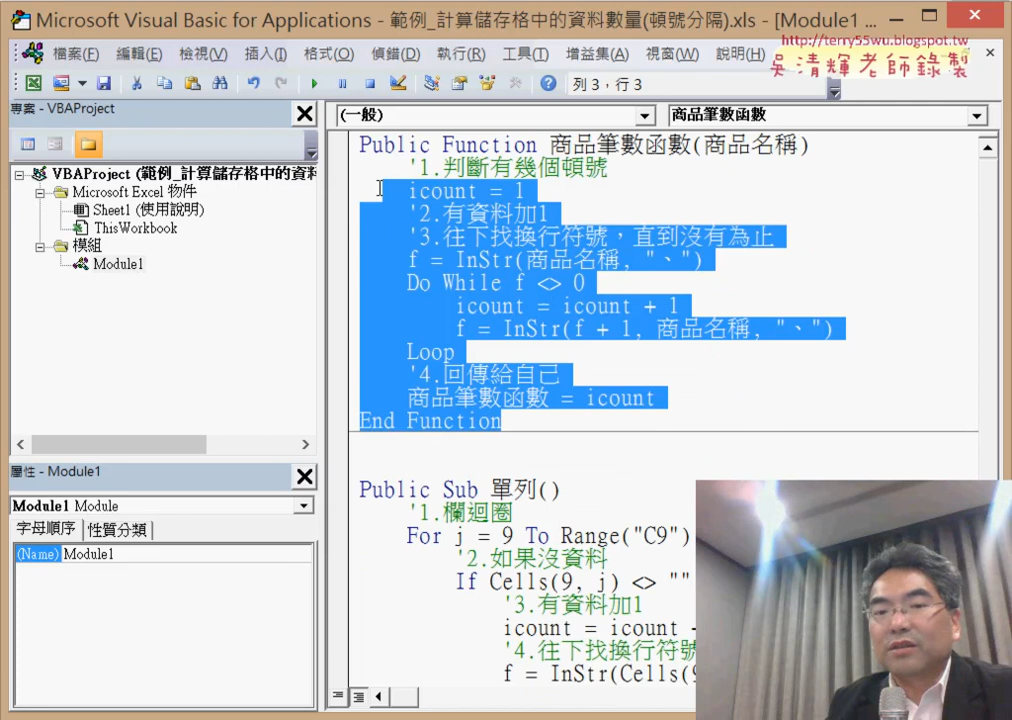 Microsoft Visual Basic for Applications - 範例_計算儲存格中的資料數量(頓號分隔).xls - [Module1 ...
http://terry55wu.blogspot.tw
吳清輝老師錄製
檔案(F) 編輯(E) 檢視(V) 插入(I) 格式(O) 偵錯(D) 執行(R) 工具(T) 增益集(A) 視窗(W) 說明(H)
列 3，行 3
專案 - VBAProject
(一般)
商品筆數函數
VBAProject (範例_計算儲存格中的資料
Microsoft Excel 物件
Sheet1 (使用說明)
ThisWorkbook
模組
Module1
屬性 - Module1
Module1 Module
字母順序 性質分類
(Name) Module1
Public Function 商品筆數函數(商品名稱)
'1.判斷有幾個頓號
icount = 1
'2.有資料加1
'3.往下找換行符號，直到沒有為止
f = InStr(商品名稱, "、")
Do While f <> 0
icount = icount + 1
f = InStr(f + 1, 商品名稱, "、")
Loop
'4.回傳給自己
商品筆數函數 = icount
End Function
Public Sub 單列()
'1.欄迴圈
For j = 9 To Range("C9")
'2.如果沒資料
If Cells(9, j) <> ""
'3.有資料加1
icount = icount
'4.往下找換行符號
f = InStr(Cells(9